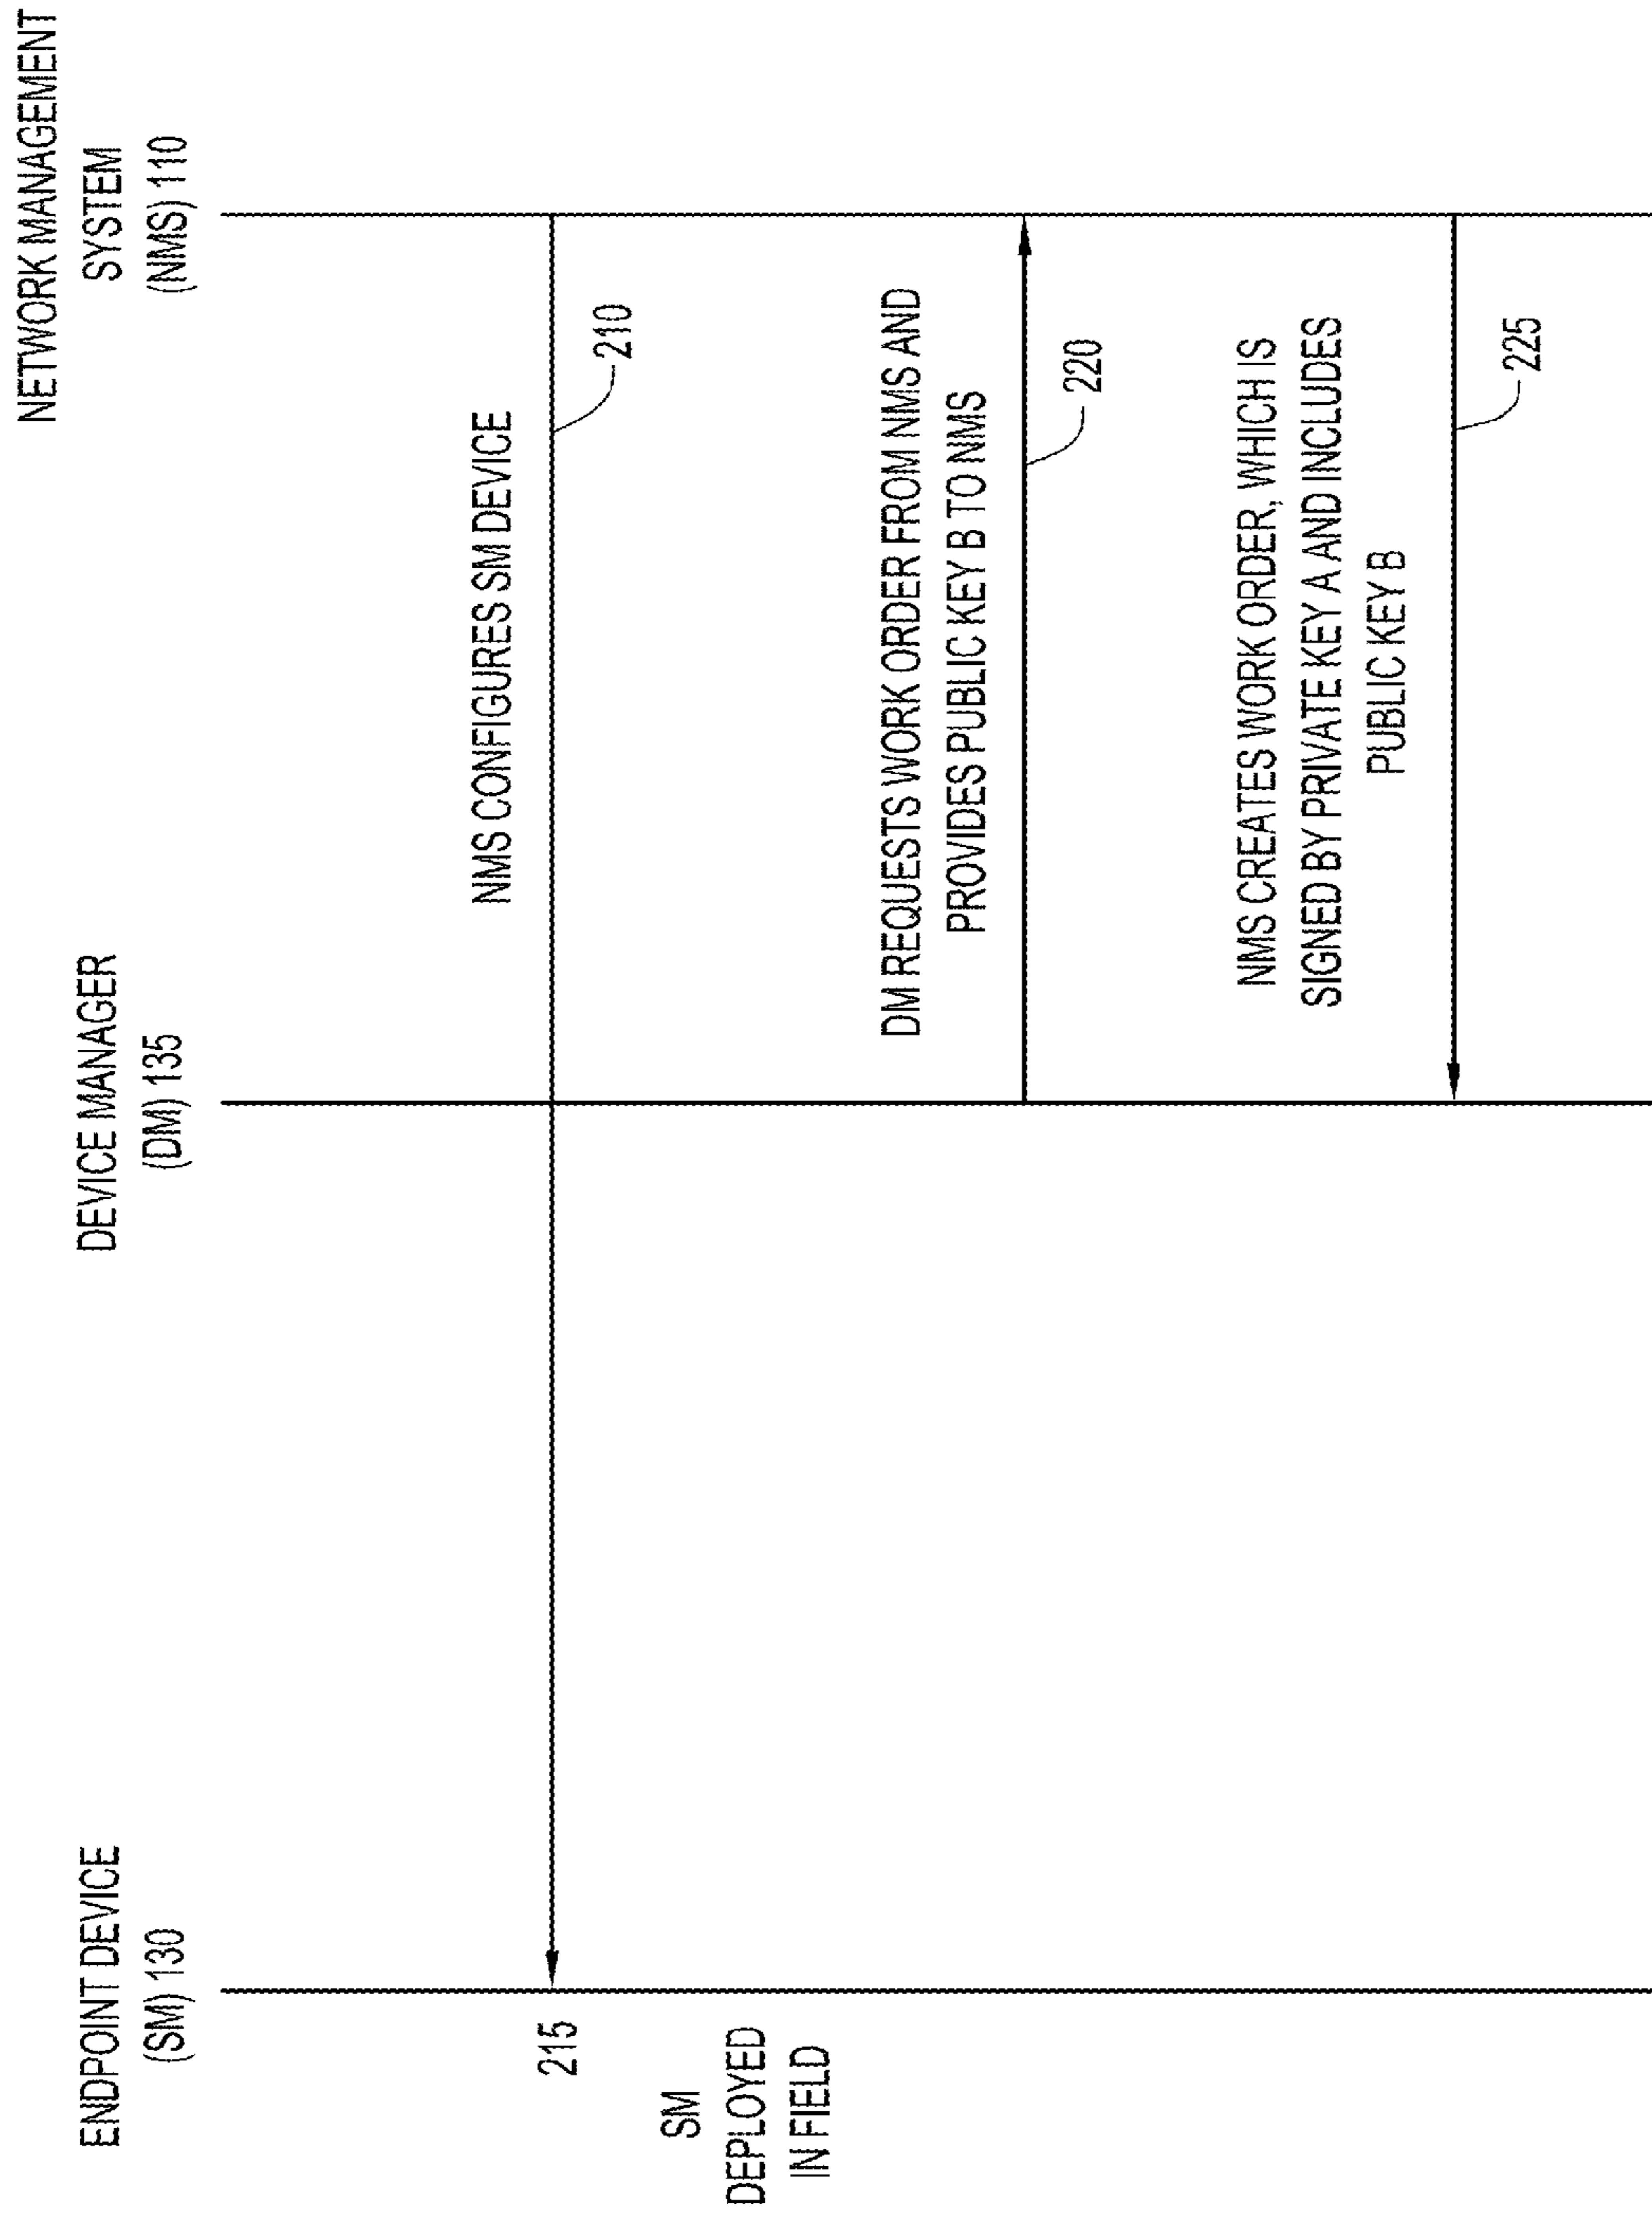 ENDPOINT DEVICE
(SM) 130
DEVICE MANAGER
(DM) 135
NETWORK MANAGEMENT
SYSTEM
(NMS) 110
NMS CONFIGURES SM DEVICE
210
215
SM
DEPLOYED
IN FIELD
DM REQUESTS WORK ORDER FROM NMS AND
PROVIDES PUBLIC KEY B TO NMS
220
NMS CREATES WORK ORDER, WHICH IS
SIGNED BY PRIVATE KEY A AND INCLUDES
PUBLIC KEY B
225